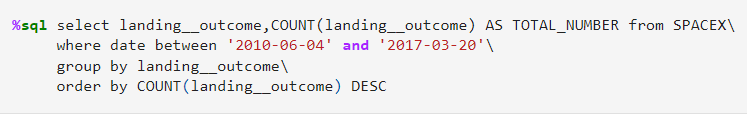 %sql select landing__outcome,COUNT(landing__outcome) AS TOTAL_NUMBER from SPACEX\
where date between '2010-06-04' and '2017-03-20'\
group by landing__outcome\
order by COUNT(landing__outcome) DESC